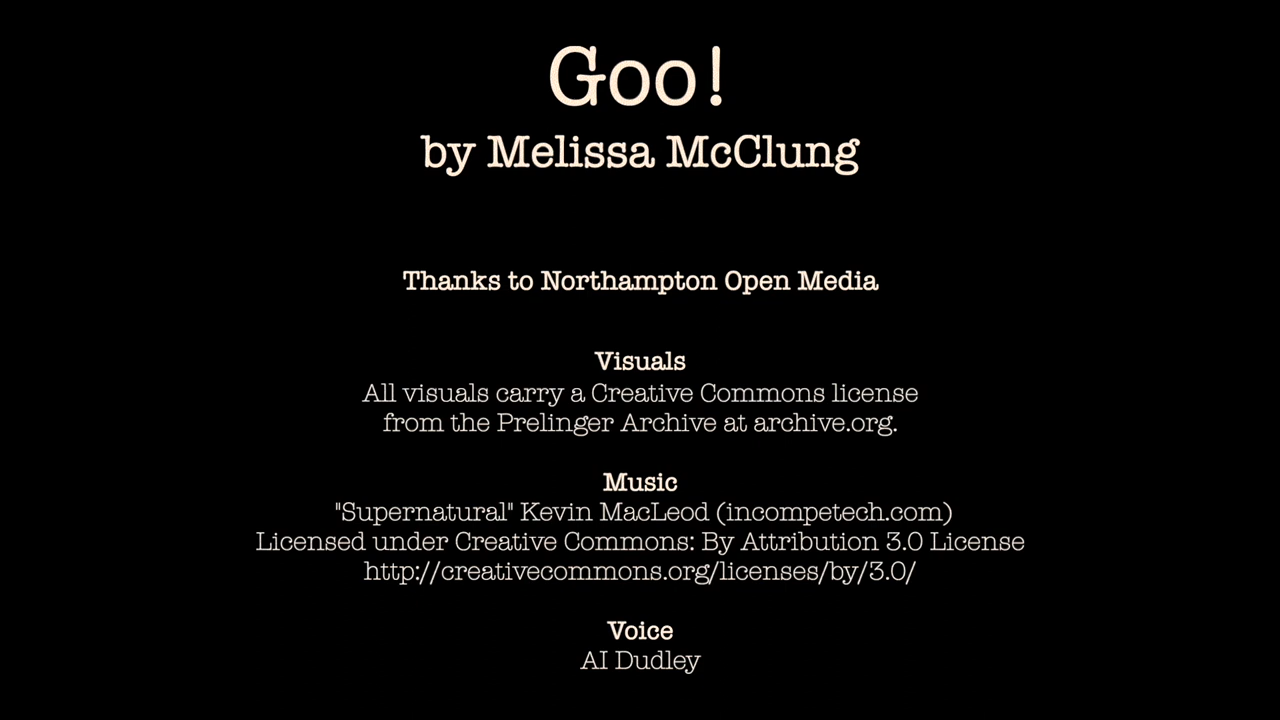 Goo!
by Melissa McClung
Thanks to Northampton Open Media
Visuals
All visuals carry a Creative Commons license
from the Prelinger Archive at archive.org.
Music
"Supernatural" Kevin MacLeod (incompetech.com)
Licensed under Creative Commons: By Attribution 3.0 License
http://creativecommons.org/licenses/by/3.0/
Voice
AI Dudley